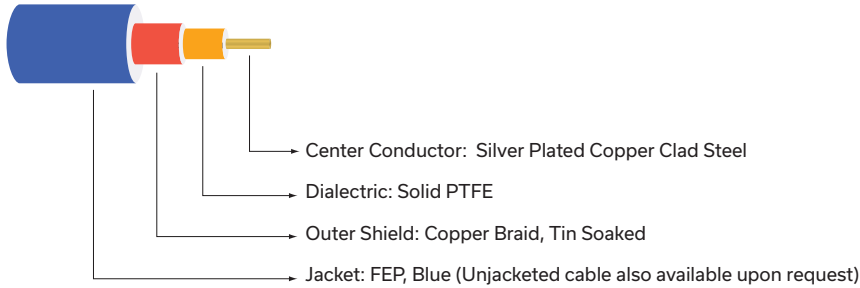 Center Conductor: Silver Plated Copper Clad Steel
Dialectric: Solid PTFE
Outer Shield: Copper Braid, Tin Soaked
Jacket: FEP, Blue (Unjacketed cable also available upon request)